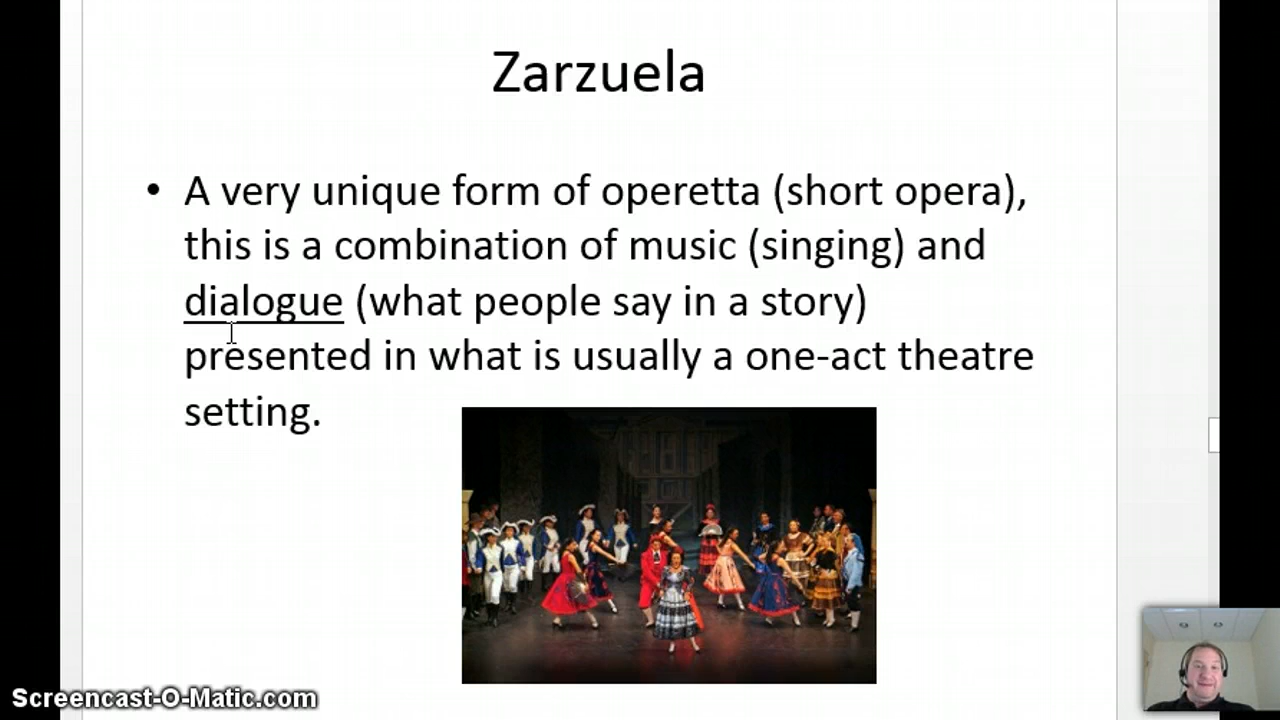 Zarzuela
• A very unique form of operetta (short opera),
this is a combination of music (singing) and
dialogue (what people say in a story)
presented in what is usually a one-act theatre
setting.
Screencast-O-Matic.com